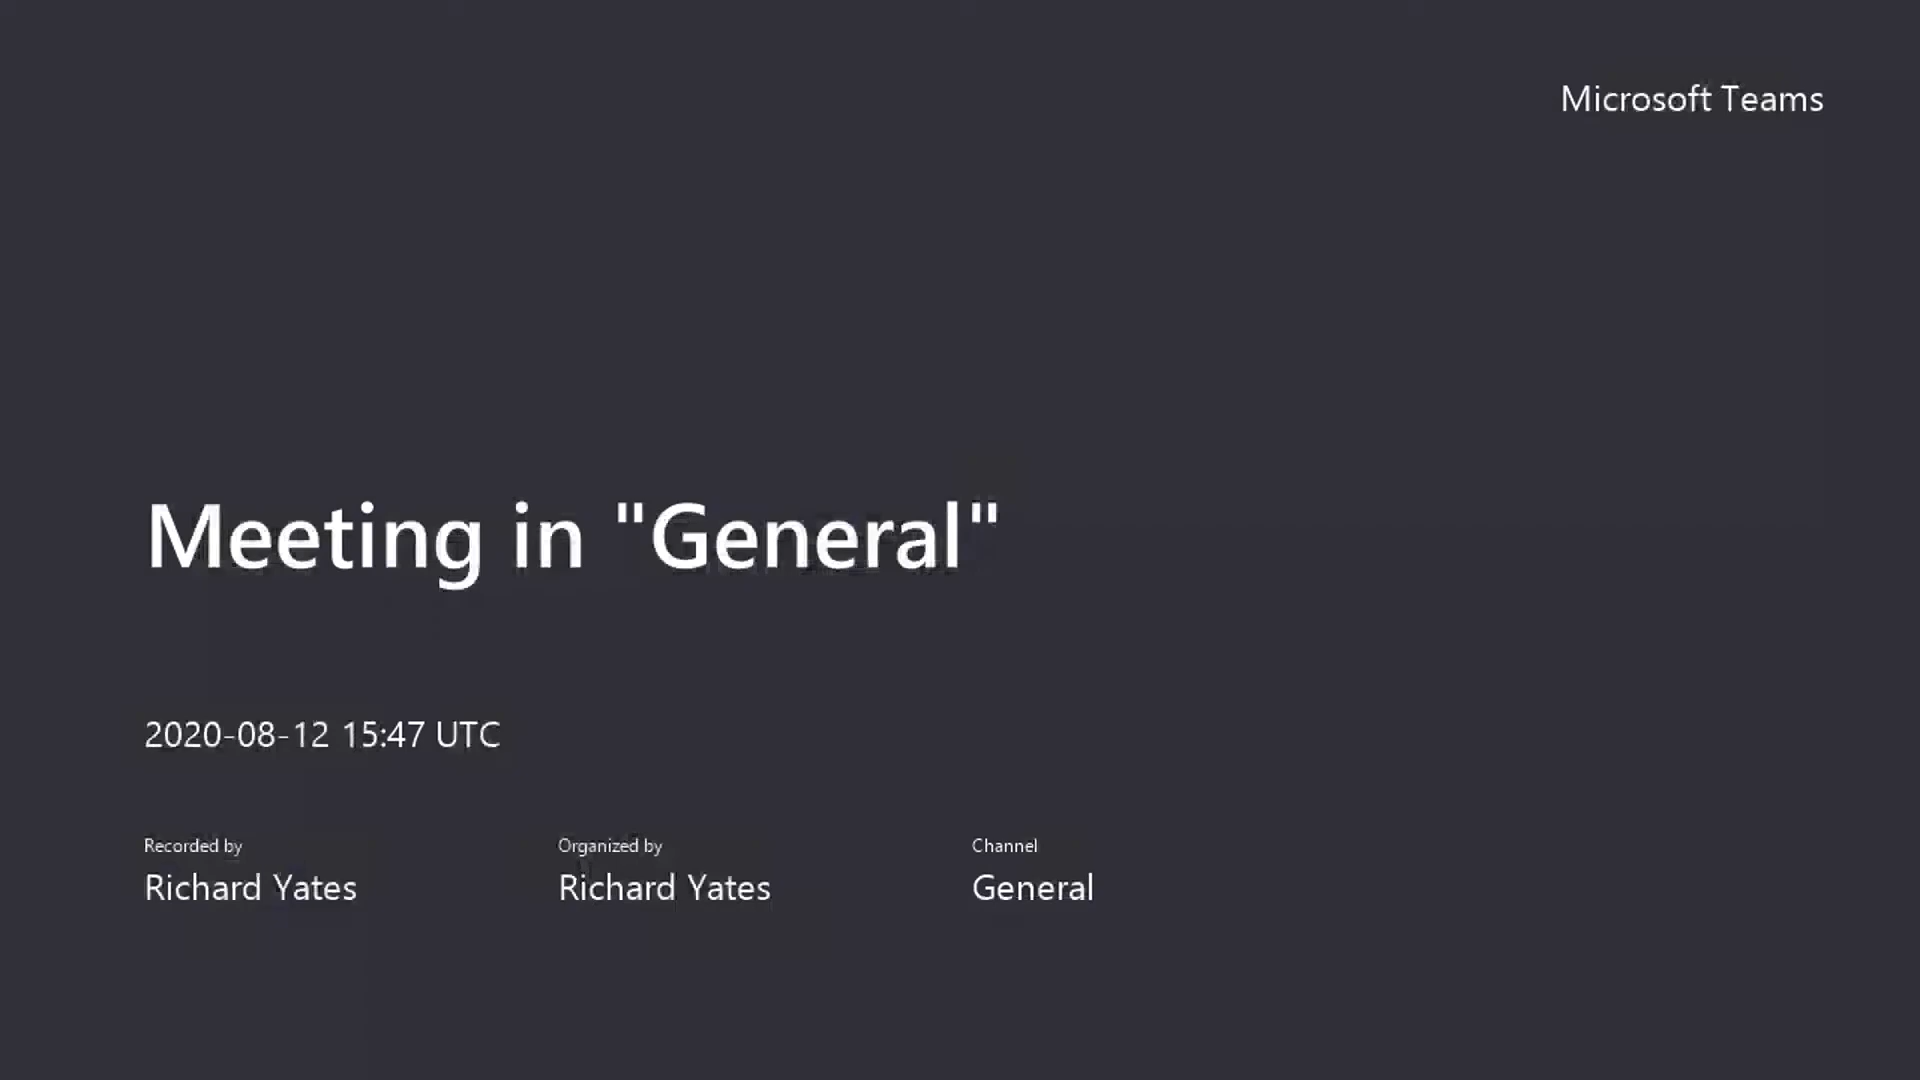 Microsoft Teams
Meeting in "General"
2020-08-12 15:47 UTC
Recorded by
Richard Yates
Organized by
Richard Yates
Channel
General